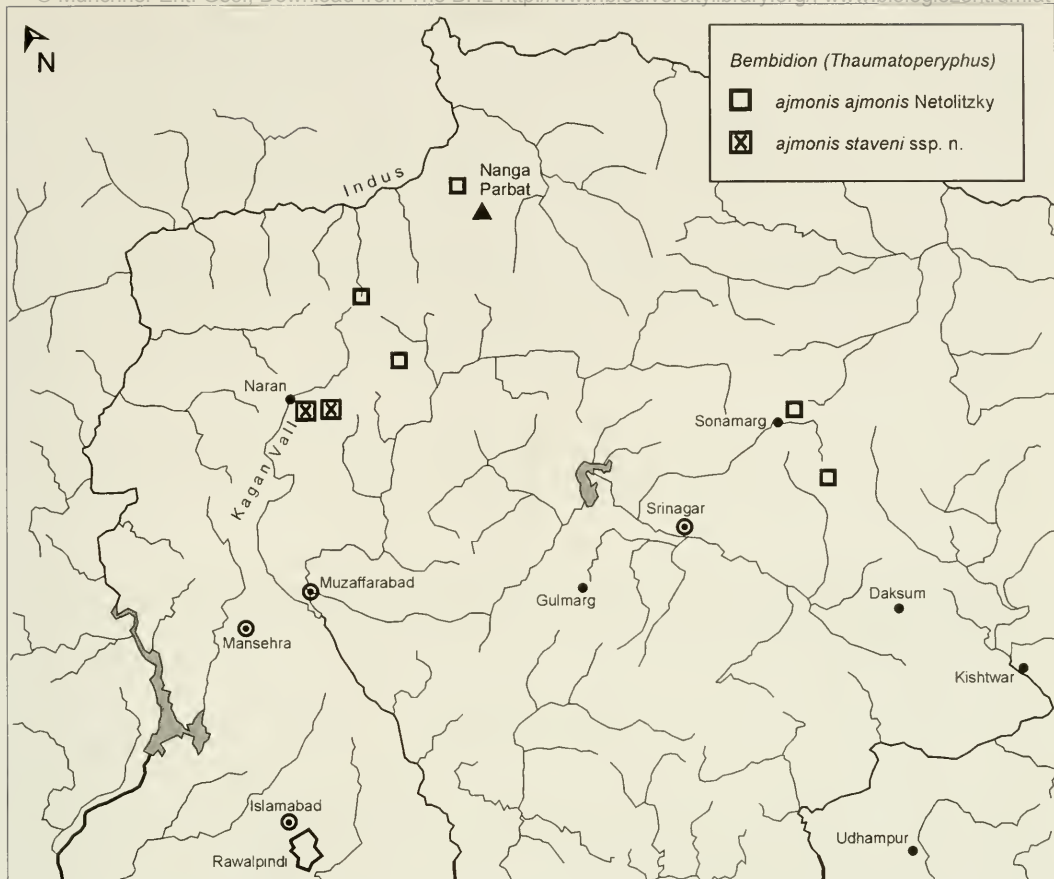 N
Bembidion (Thaumatoperyphus)
ajmonis ajmonis Netolitzky
ajmonis staveni ssp. n.
Indus
Nanga
Parbat
Naran
Kagan Vall
Sonamarg
Srinagar
Muzaffarabad
Gulmarg
Daksum
Mansehra
Kishtwar
Islamabad
Rawalpindi
Udhampur